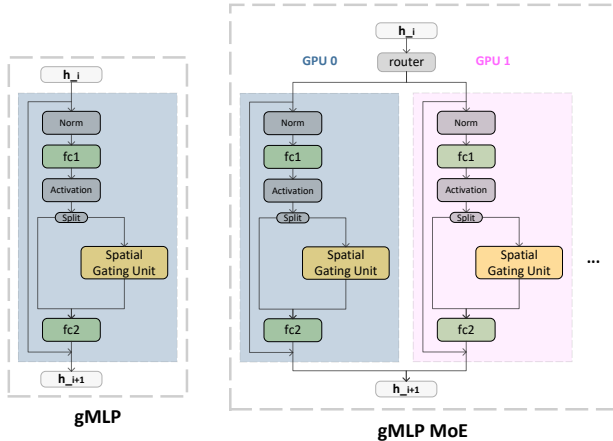 h_i
Norm
fc1
Activation
Split
Spatial
Gating Unit
fc2
h_i+1
gMLP
h_i
GPU 0
router
GPU 1
Norm
fc1
Activation
Split
Spatial
Gating Unit
fc2
Norm
fc1
Activation
Split
Spatial
Gating Unit
fc2
...
h_i+1
gMLP MoE